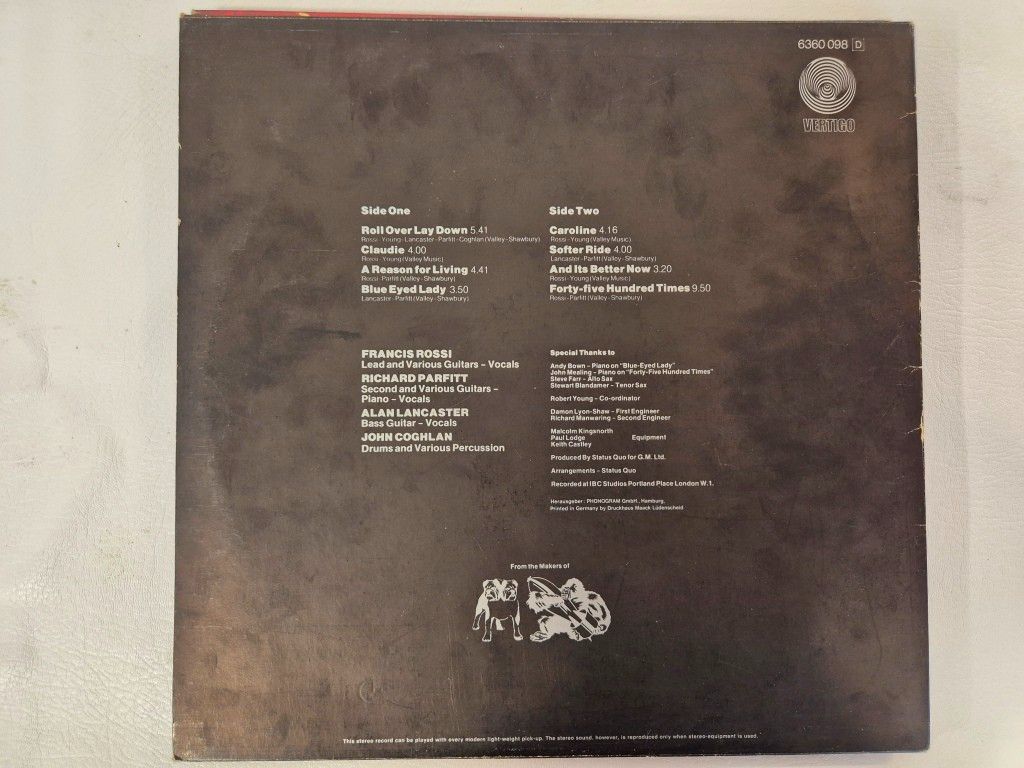 6360 098 D
VERTIGO
Side One
Roll Over Lay Down 5.41
Rossi - Young - Lancaster - Parfitt - Coghlan (Valley - Shawbury)
Claudie 4.00
Rossi - Young (Valley Music)
A Reason for Living 4.41
Rossi - Parfitt (Valley - Shawbury)
Blue Eyed Lady 3.50
Lancaster - Parfitt (Valley - Shawbury)
Side Two
Caroline 4.16
Rossi - Young (Valley Music)
Softer Ride 4.00
Lancaster - Parfitt (Valley - Shawbury)
And Its Better Now 3.20
Rossi - Young (Valley Music)
Forty-five Hundred Times 9.50
Rossi - Parfitt (Valley - Shawbury)
FRANCIS ROSSI
Lead and Various Guitars – Vocals
RICHARD PARFITT
Second and Various Guitars –
Piano – Vocals
ALAN LANCASTER
Bass Guitar – Vocals
JOHN COGHLAN
Drums and Various Percussion
Special Thanks to
Andy Bown – Piano on "Blue-Eyed Lady"
John Mealing – Piano on "Forty-Five Hundred Times"
Steve Farr – Alto Sax
Stewart Blandamer – Tenor Sax
Robert Young – Co-ordinator
Damon Lyon-Shaw – First Engineer
Richard Manwaring – Second Engineer
Malcolm Kingsnorth
Paul Lodge Equipment
Keith Castley
Produced By Status Quo for G.M. Ltd.
Arrangements – Status Quo
Recorded at IBC Studios Portland Place London W.1.
Herausgeber: PHONOGRAM GmbH., Hamburg,
Printed in Germany by Druckhaus Maack Lüdenscheid
From the Makers of
This stereo record can be played with every modern light-weight pick-up. The stereo sound, however, is reproduced only when stereo-equipment is used.